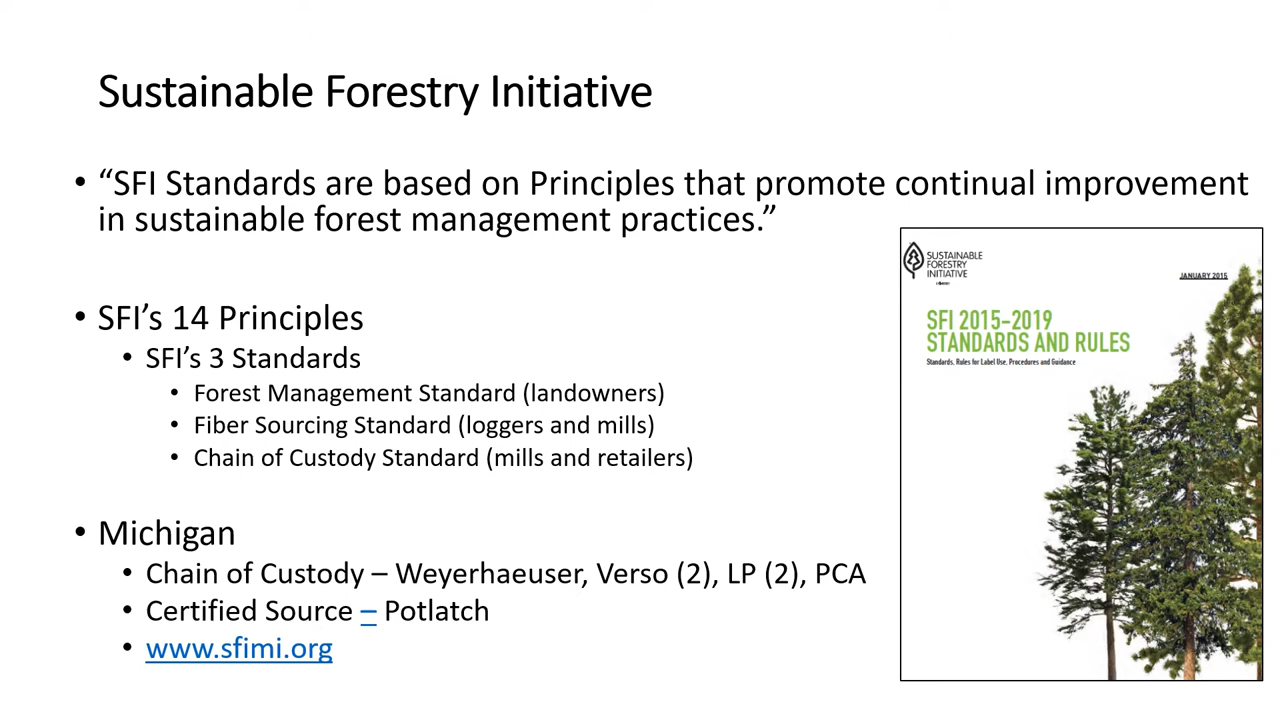 Sustainable Forestry Initiative
• “SFI Standards are based on Principles that promote continual improvement
in sustainable forest management practices.”
• SFI’s 14 Principles
• SFI’s 3 Standards
• Forest Management Standard (landowners)
• Fiber Sourcing Standard (loggers and mills)
• Chain of Custody Standard (mills and retailers)
• Michigan
• Chain of Custody – Weyerhaeuser, Verso (2), LP (2), PCA
• Certified Source – Potlatch
• www.sfimi.org
SUSTAINABLE
FORESTRY
INITIATIVE
JANUARY 2015
SFI 2015–2019
STANDARDS AND RULES
Standards, Rules for Label Use, Procedures and Guidance